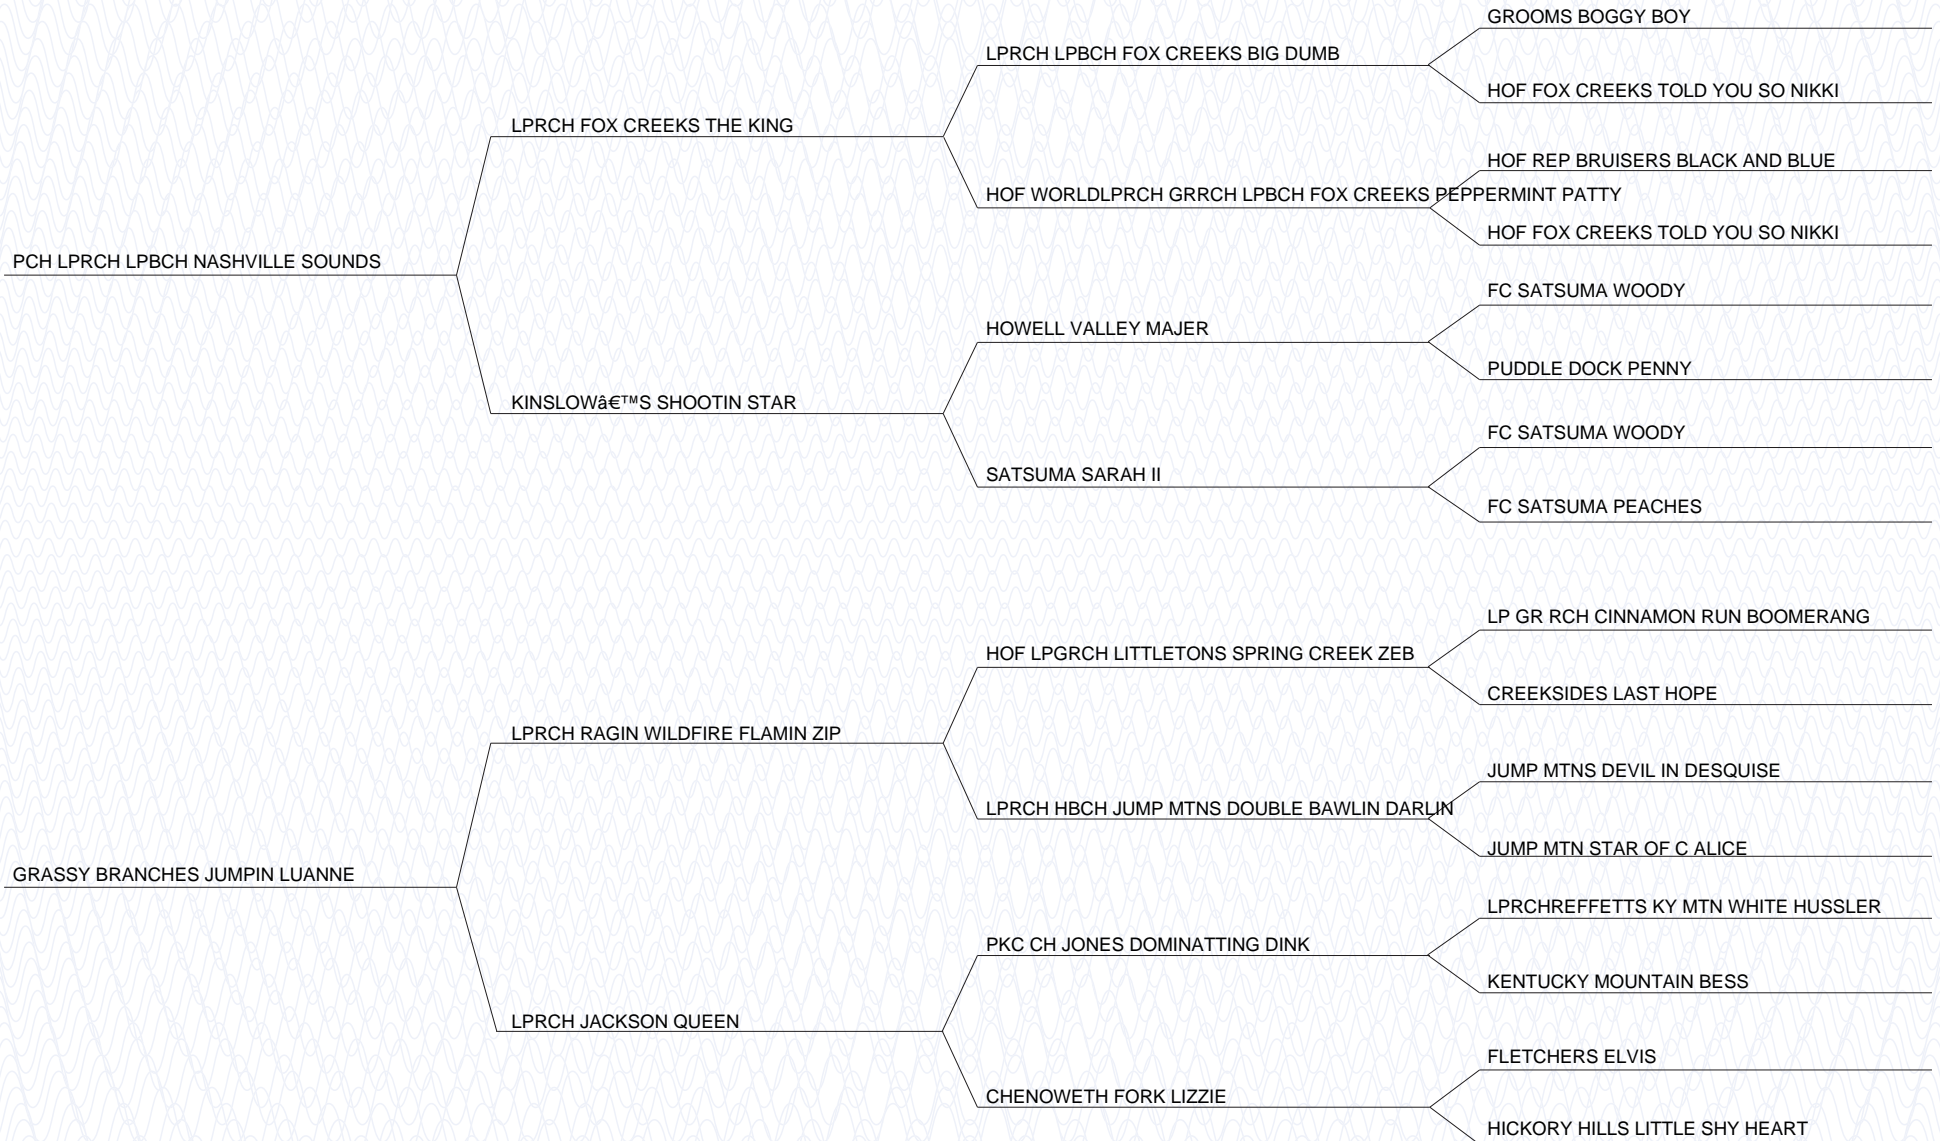 GROOMS BOGGY BOY
LPRCH LPBCH FOX CREEKS BIG DUMB
HOF FOX CREEKS TOLD YOU SO NIKKI
LPRCH FOX CREEKS THE KING
HOF REP BRUISERS BLACK AND BLUE
HOF WORLDLPRCH GRRCH LPBCH FOX CREEKS PEPPERMINT PATTY
HOF FOX CREEKS TOLD YOU SO NIKKI
PCH LPRCH LPBCH NASHVILLE SOUNDS
FC SATSUMA WOODY
HOWELL VALLEY MAJER
PUDDLE DOCK PENNY
KINSLOWâ€™S SHOOTIN STAR
FC SATSUMA WOODY
SATSUMA SARAH II
FC SATSUMA PEACHES
LP GR RCH CINNAMON RUN BOOMERANG
HOF LPGRCH LITTLETONS SPRING CREEK ZEB
CREEKSIDES LAST HOPE
LPRCH RAGIN WILDFIRE FLAMIN ZIP
JUMP MTNS DEVIL IN DESQUISE
LPRCH HBCH JUMP MTNS DOUBLE BAWLIN DARLIN
JUMP MTN STAR OF C ALICE
GRASSY BRANCHES JUMPIN LUANNE
LPRCHREFFETTS KY MTN WHITE HUSSLER
PKC CH JONES DOMINATTING DINK
KENTUCKY MOUNTAIN BESS
LPRCH JACKSON QUEEN
FLETCHERS ELVIS
CHENOWETH FORK LIZZIE
HICKORY HILLS LITTLE SHY HEART